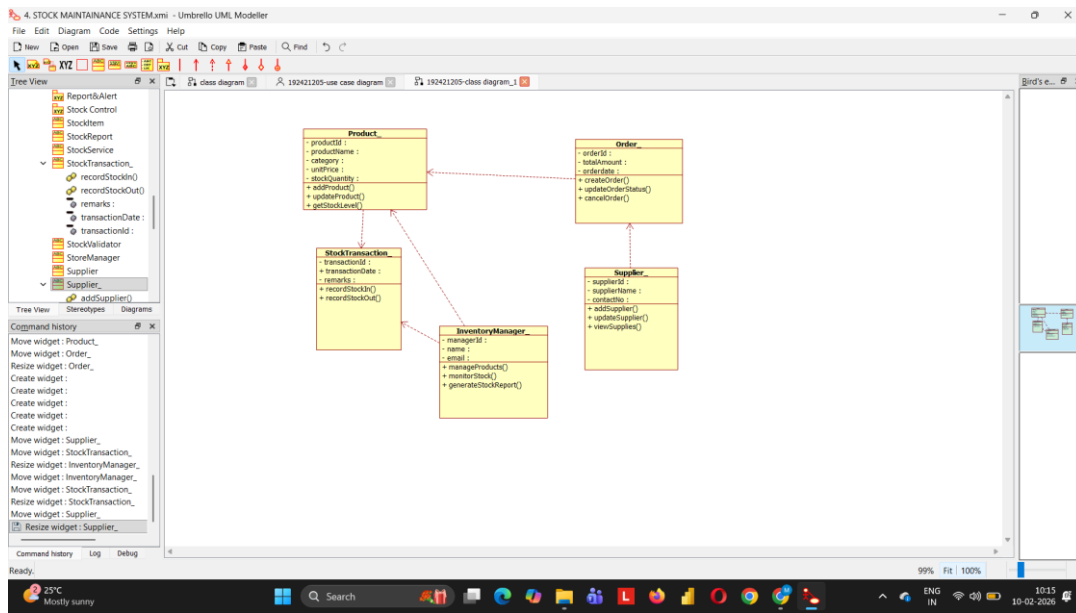 4. STOCK MAINTAINANCE SYSTEM.xmi - Umbrello UML Modeller
File Edit Diagram Code Settings Help
New Open Save Cut Copy Paste Find
XYZ
Tree View
class diagram 192421205-use case diagram 192421205-class diagram_1
Bird's e...
Report&Alert
Stock Control
StockItem
StockReport
StockService
StockTransaction_
recordStockIn()
recordStockOut()
remarks :
transactionDate :
transactionId :
StockValidator
StoreManager
Supplier
Supplier_
addSupplier()
Tree View Stereotypes Diagrams
Command history
Move widget : Product_
Move widget : Order_
Resize widget : Order_
Create widget :
Create widget :
Create widget :
Create widget :
Create widget :
Move widget : Supplier_
Move widget : StockTransaction_
Resize widget : InventoryManager_
Move widget : InventoryManager_
Move widget : StockTransaction_
Resize widget : StockTransaction_
Move widget : Supplier_
Resize widget : Supplier_
Command history Log Debug
Product_
- productId :
- productName :
- category :
- unitPrice :
- stockQuantity :
+ addProduct()
+ updateProduct()
+ getStockLevel()
Order_
- orderId :
- totalAmount :
- orderdate :
+ createOrder()
+ updateOrderStatus()
+ cancelOrder()
StockTransaction_
- transactionId :
+ transactionDate :
- remarks :
+ recordStockIn()
+ recordStockOut()
Supplier_
- supplierId :
- supplierName :
- contactNo :
+ addSupplier()
+ updateSupplier()
+ viewSupplies()
InventoryManager_
- managerId :
- name :
- email :
+ manageProducts()
+ monitorStock()
+ generateStockReport()
Ready.
99% Fit 100%
2
25°C
Mostly sunny
Search
L
ENG
IN
10:15
10-02-2026